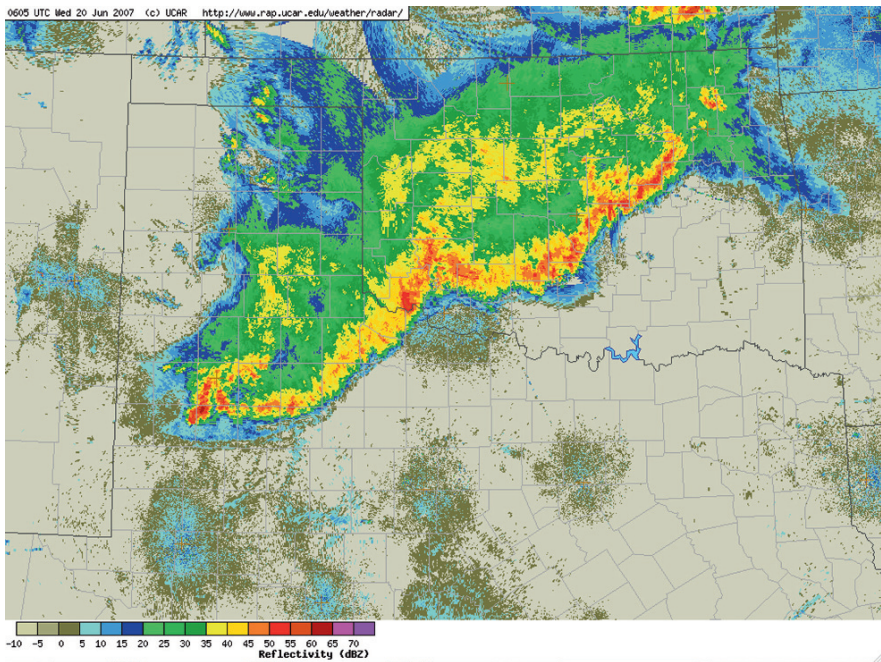 0605 UTC Wed 20 Jun 2007 (c) UCAR http://www.rap.ucar.edu/weather/radar/
-10 -5 0 5 10 15 20 25 30 35 40 45 50 55 60 65 70
Reflectivity (dBZ)